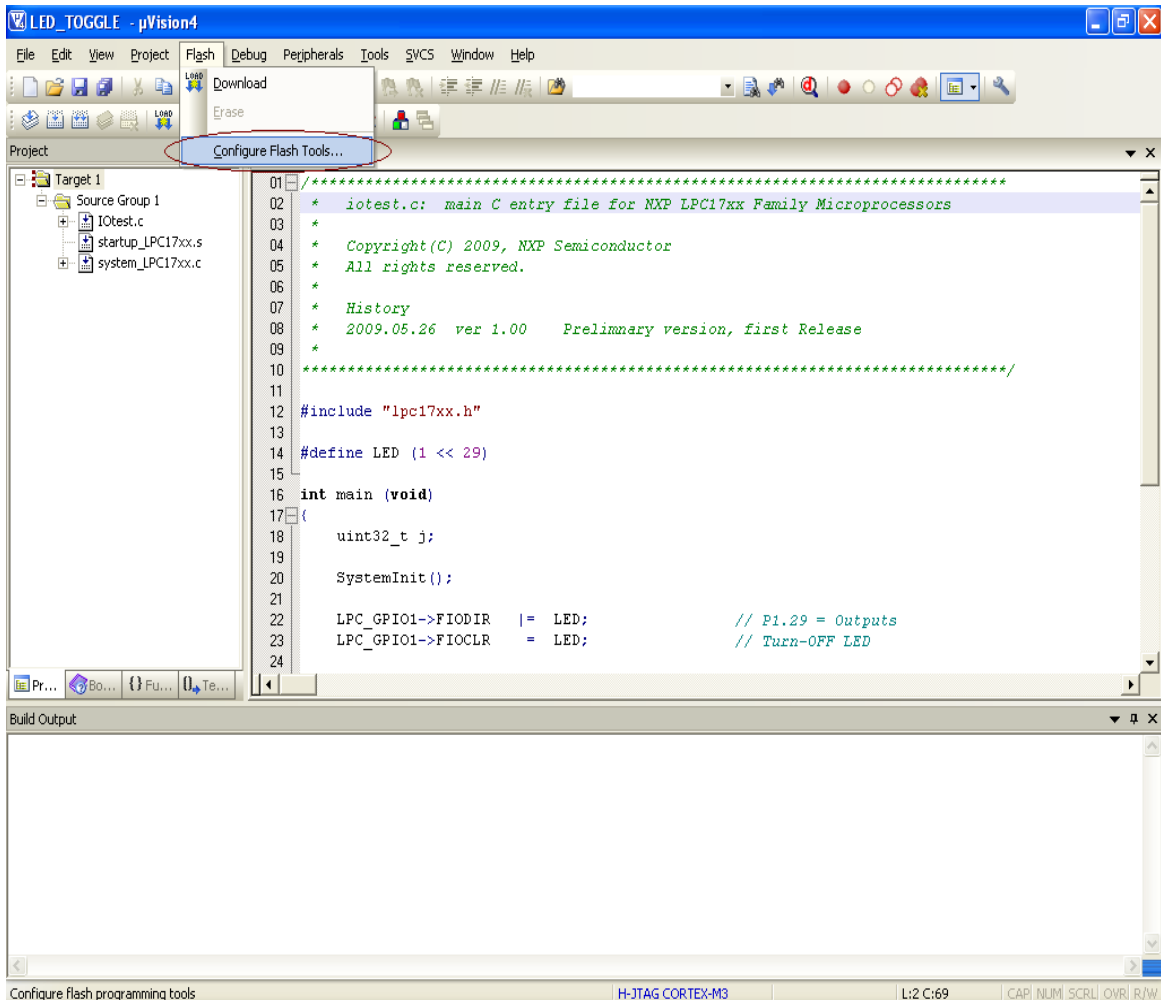 LED_TOGGLE - µVision4
File Edit View Project Flash Debug Peripherals Tools SVCS Window Help
LOAD Download
Erase
LOAD
Configure Flash Tools...
Project
Target 1
Source Group 1
IOtest.c
startup_LPC17xx.s
system_LPC17xx.c
01 /******************************************************************************
02 * iotest.c: main C entry file for NXP LPC17xx Family Microprocessors
03 *
04 * Copyright(C) 2009, NXP Semiconductor
05 * All rights reserved.
06 *
07 * History
08 * 2009.05.26 ver 1.00 Prelimnary version, first Release
09 *
10 ******************************************************************************/
11
12 #include "lpc17xx.h"
13
14 #define LED (1 << 29)
15
16 int main (void)
17 {
18 uint32_t j;
19
20 SystemInit();
21
22 LPC_GPIO1->FIODIR |= LED; // P1.29 = Outputs
23 LPC_GPIO1->FIOCLR = LED; // Turn-OFF LED
24
Pr... Bo... {} Fu... 0 Te...
Build Output
Configure flash programming tools H-JTAG CORTEX-M3 L:2 C:69 CAP NUM SCRL OVR R/W